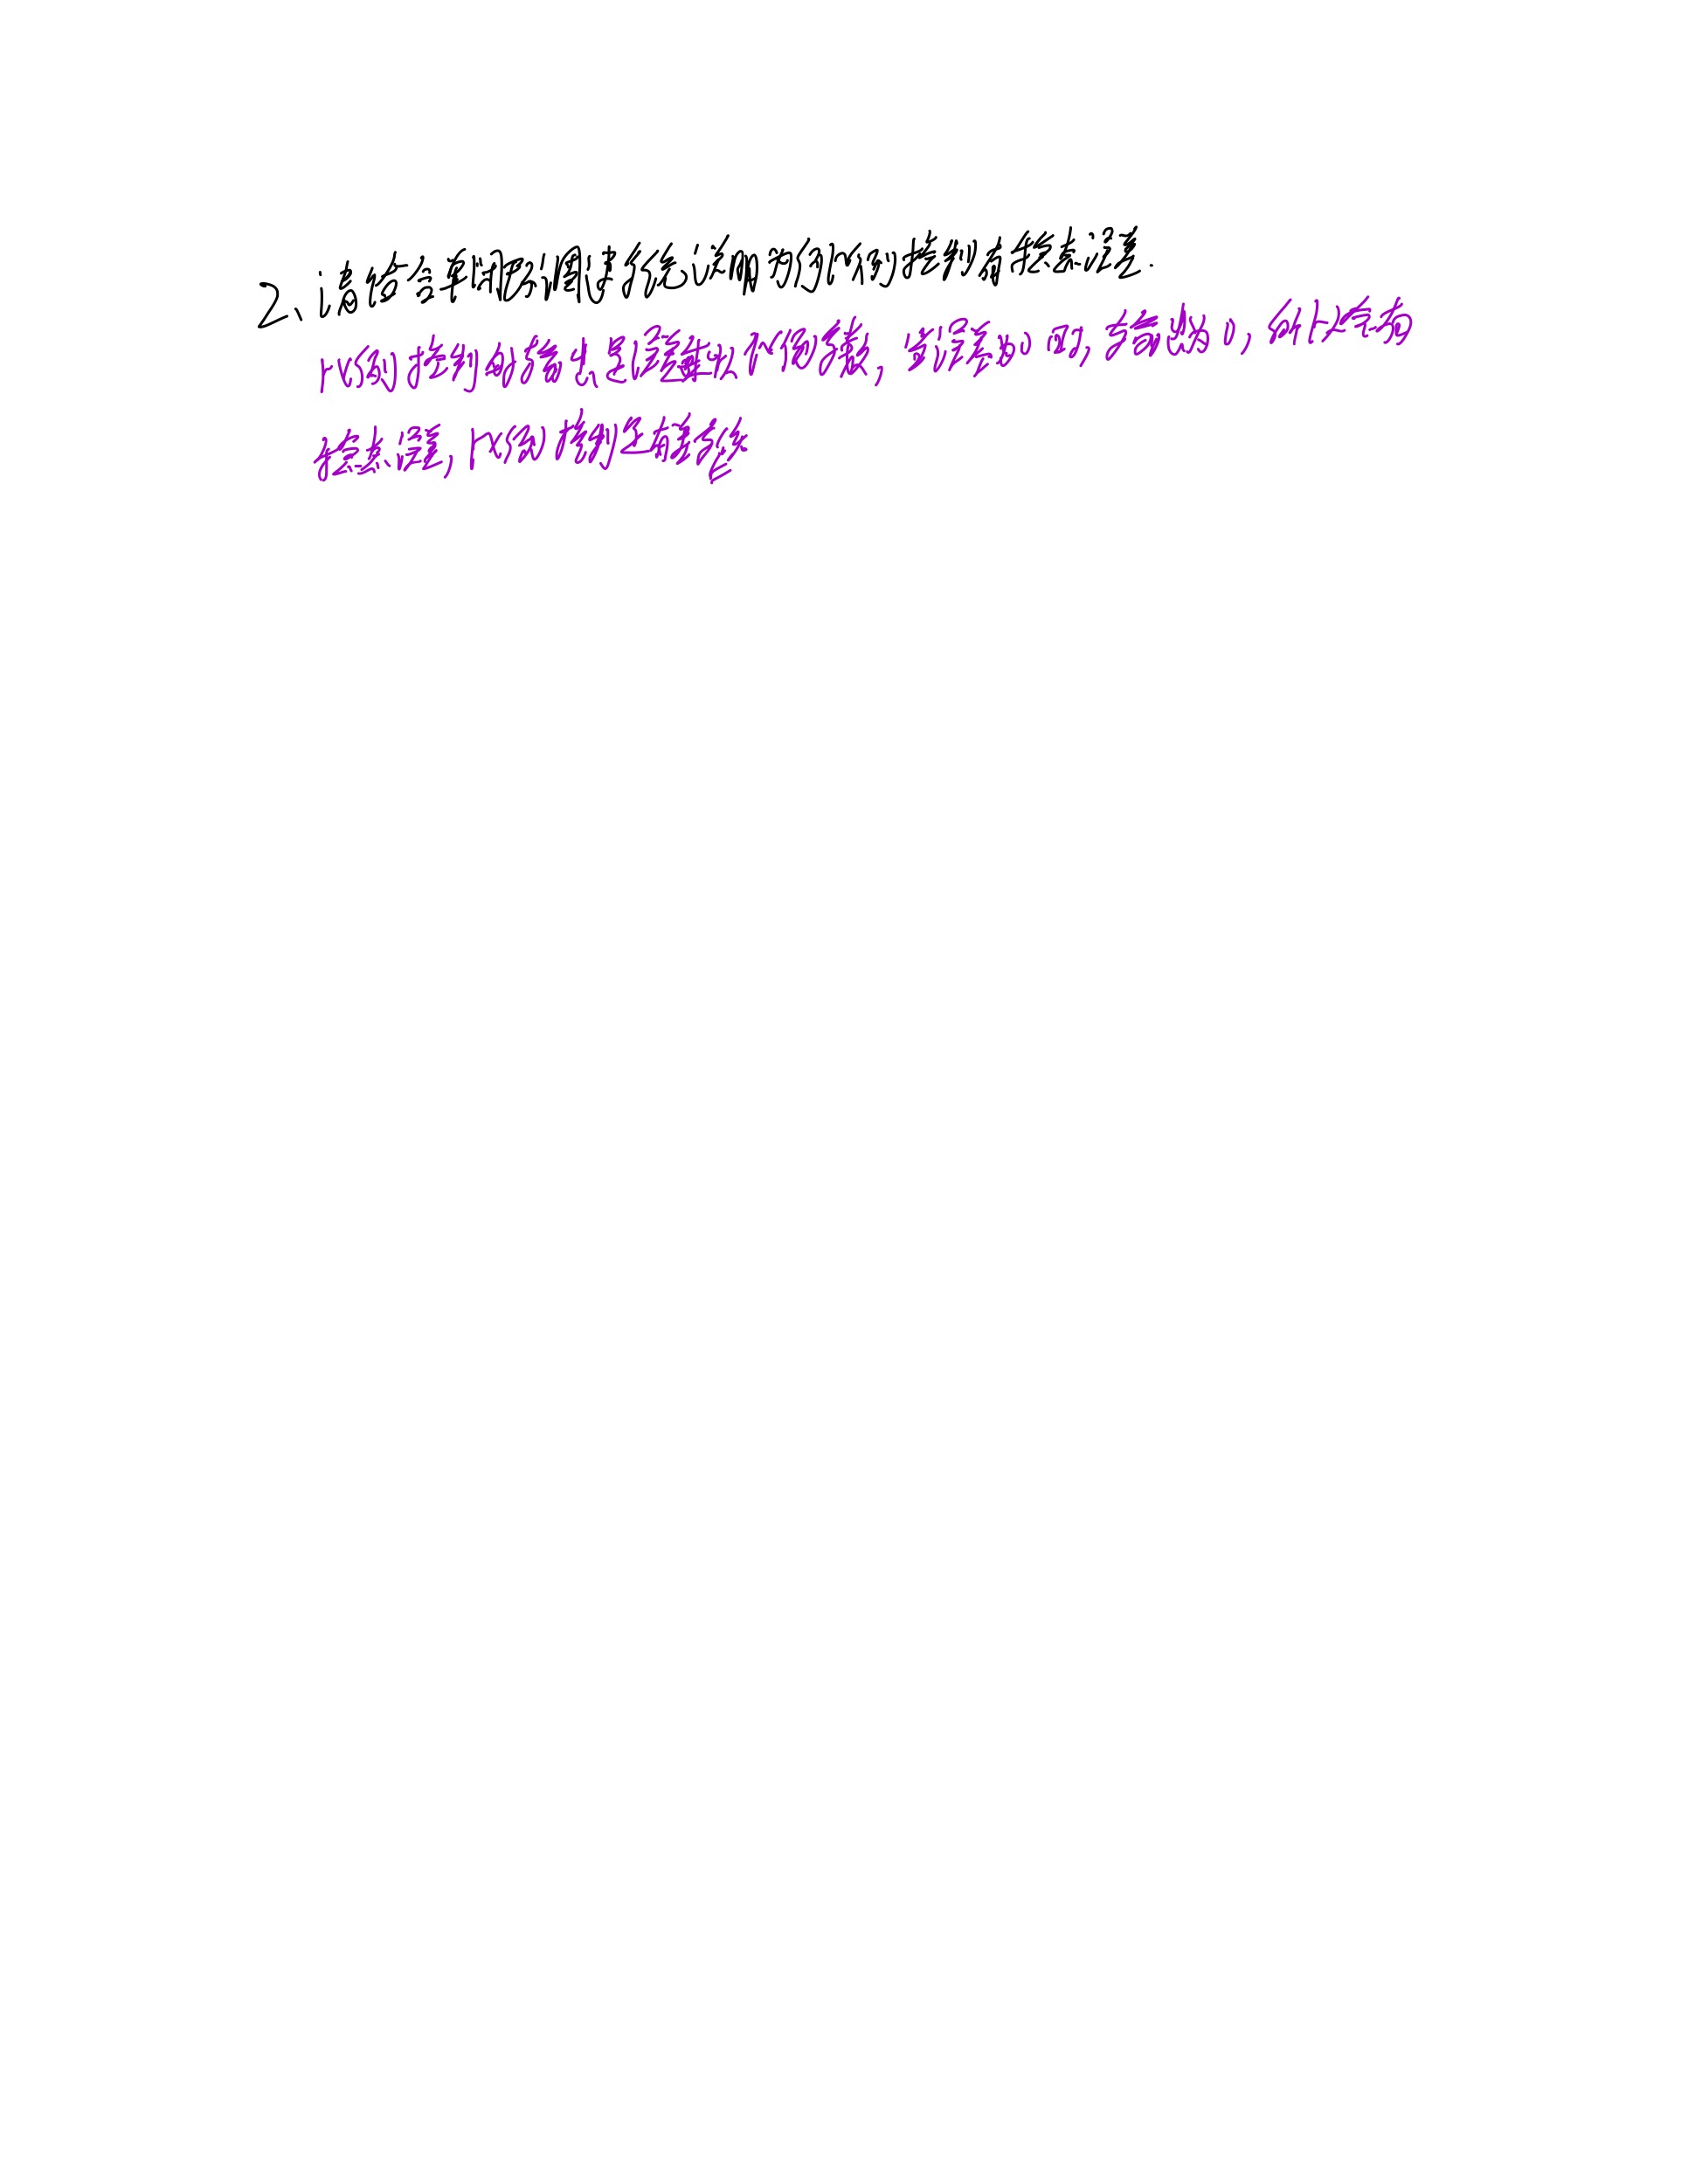 2、请结合单闭环调速系统说明为何比例控制有静态误差.
比例控制的输出是误差乘以比例系数, 当误差为0时, 输出为0, 所以会有
静态误差, 比例控制是有差系统